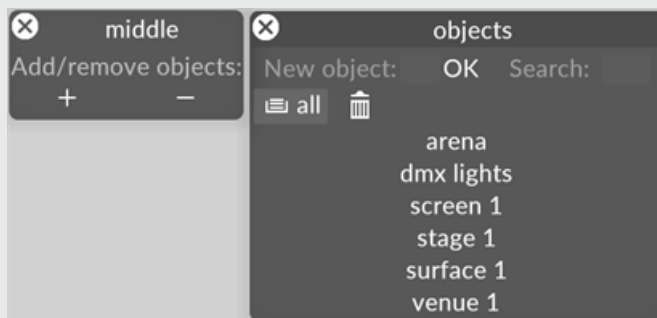 middle
Add/remove objects:
+ −
objects
New object: OK Search:
all
arena
dmx lights
screen 1
stage 1
surface 1
venue 1